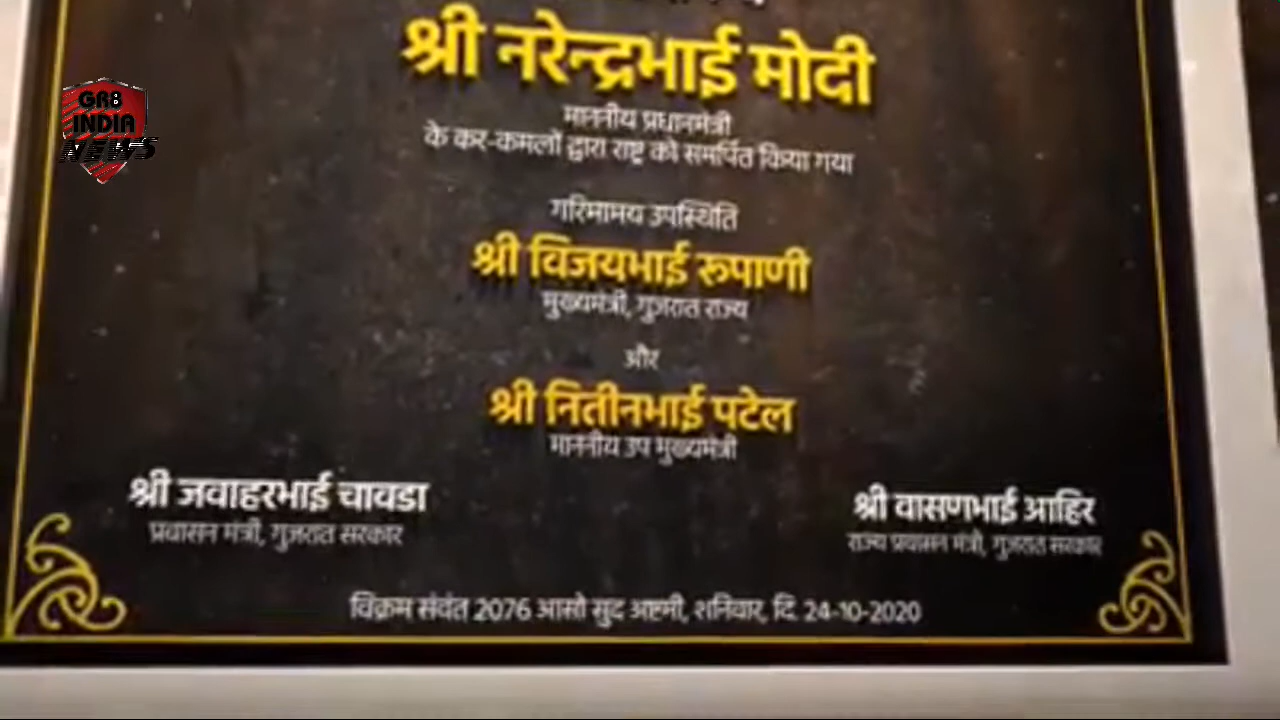 श्री नरेन्द्रभाई मोदी
माननीय प्रधानमंत्री
के कर-कमलों द्वारा राष्ट्र को समर्पित किया गया
गरिमामय उपस्थिति
श्री विजयभाई रूपाणी
मुख्यमंत्री, गुजरात राज्य
और
श्री नितीनभाई पटेल
माननीय उप मुख्यमंत्री
श्री जवाहरभाई चावडा
प्रवासन मंत्री, गुजरात सरकार
श्री वासणभाई आहिर
राज्य प्रवासन मंत्री, गुजरात सरकार
विक्रम संवंत 2076 आसो सुद अष्टमी, शनिवार, दि. 24-10-2020
GR8
INDIA
NEWS